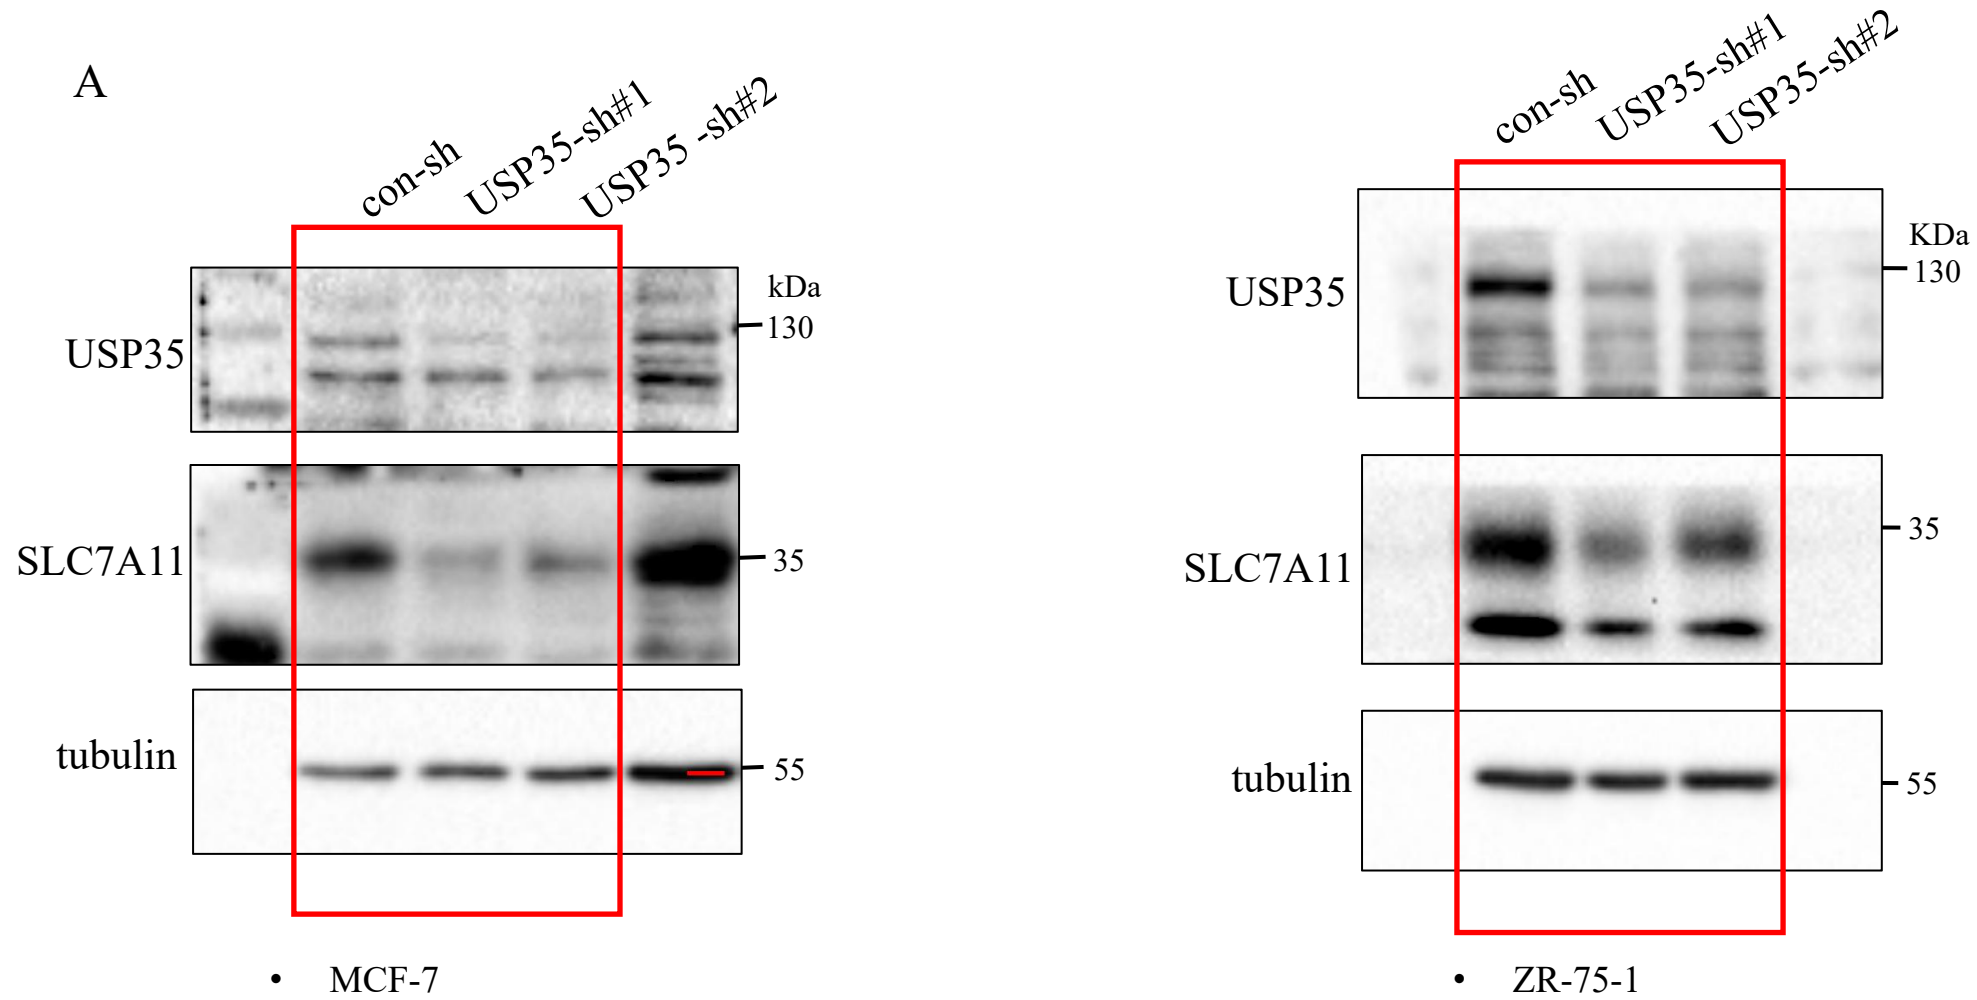 A
con-sh
USP35-sh#1
USP35 -sh#2
USP35
kDa
130
SLC7A11
35
tubulin
55
• MCF-7
con-sh
USP35-sh#1
USP35-sh#2
USP35
KDa
130
SLC7A11
35
tubulin
55
• ZR-75-1